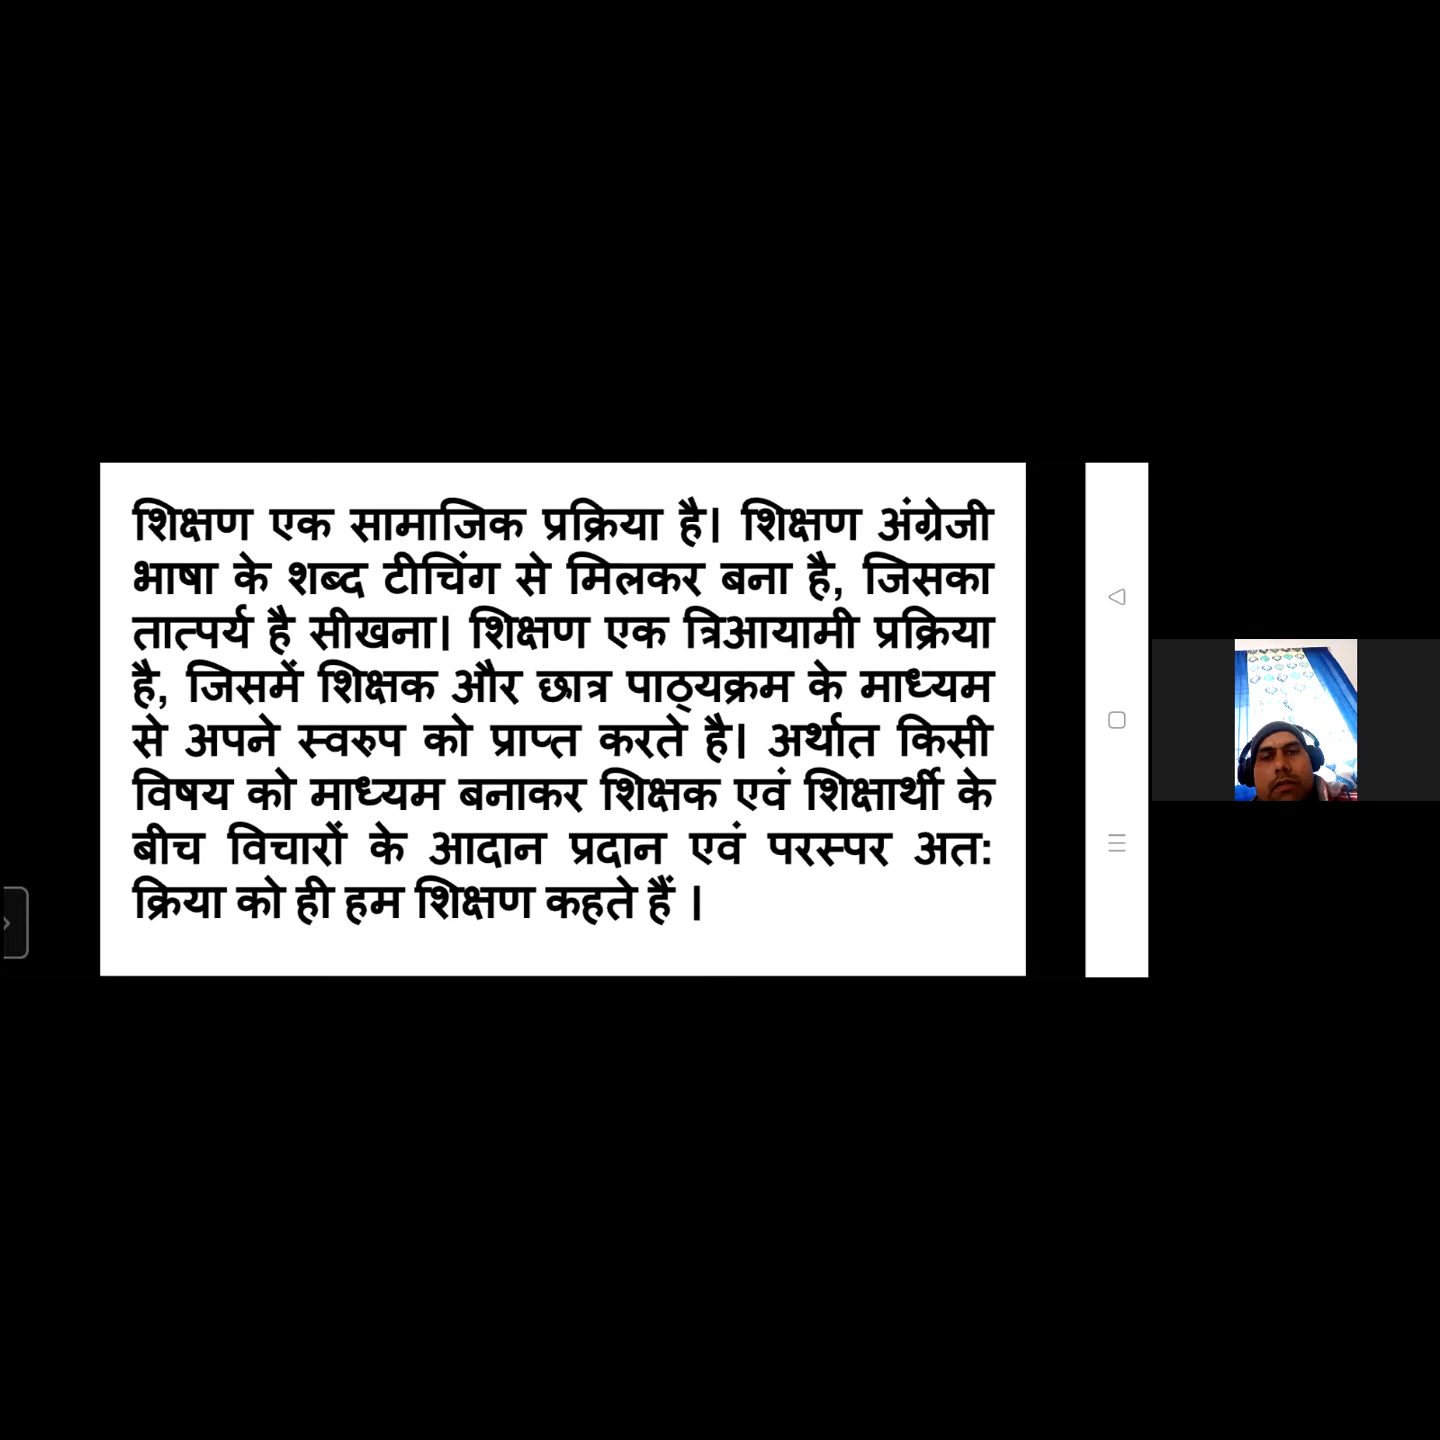 शिक्षण एक सामाजिक प्रक्रिया है। शिक्षण अंग्रेजी
भाषा के शब्द टीचिंग से मिलकर बना है, जिसका
तात्पर्य है सीखना। शिक्षण एक त्रिआयामी प्रक्रिया
है, जिसमें शिक्षक और छात्र पाठ्यक्रम के माध्यम
से अपने स्वरुप को प्राप्त करते है। अर्थात किसी
विषय को माध्यम बनाकर शिक्षक एवं शिक्षार्थी के
बीच विचारों के आदान प्रदान एवं परस्पर अत:
क्रिया को ही हम शिक्षण कहते हैं ।